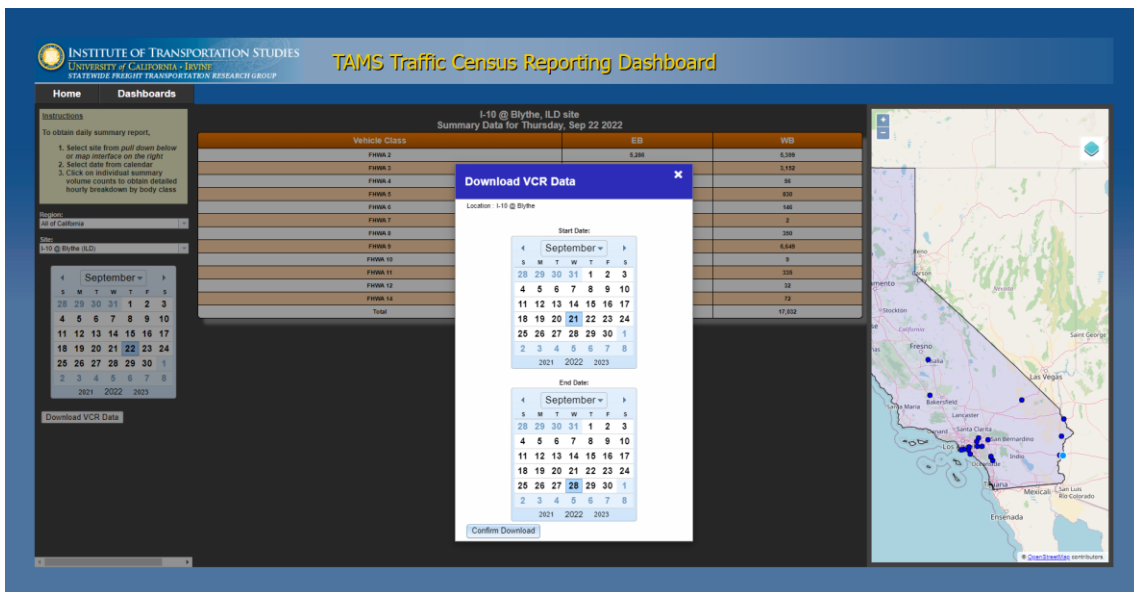 INSTITUTE OF TRANSPORTATION STUDIES
UNIVERSITY of CALIFORNIA • IRVINE
STATEWIDE FREIGHT TRANSPORTATION RESEARCH GROUP
TAMS Traffic Census Reporting Dashboard
Home Dashboards
Instructions
To obtain daily summary report,
1. Select site from pull down below
or map interface on the right
2. Select date from calendar
3. Click on individual summary
volume counts to obtain detailed
hourly breakdown by body class
Region:
All of California
Site:
I-10 @ Blythe (ILD)
September
S M T W T F S
28 29 30 31 1 2 3
4 5 6 7 8 9 10
11 12 13 14 15 16 17
18 19 20 21 22 23 24
25 26 27 28 29 30 1
2 3 4 5 6 7 8
2021 2022 2023
Download VCR Data
I-10 @ Blythe, ILD site
Summary Data for Thursday, Sep 22 2022
Vehicle Class EB WB
FHWA 2 5,200 5,399
FHWA 3 3,152
FHWA 4 56
FHWA 5 830
FHWA 6 146
FHWA 7 2
FHWA 8 350
FHWA 9 6,549
FHWA 10 9
FHWA 11 335
FHWA 12 32
FHWA 14 72
Total 17,032
Download VCR Data ×
Location : I-10 @ Blythe
Start Date:
September
S M T W T F S
28 29 30 31 1 2 3
4 5 6 7 8 9 10
11 12 13 14 15 16 17
18 19 20 21 22 23 24
25 26 27 28 29 30 1
2 3 4 5 6 7 8
2021 2022 2023
End Date:
September
S M T W T F S
28 29 30 31 1 2 3
4 5 6 7 8 9 10
11 12 13 14 15 16 17
18 19 20 21 22 23 24
25 26 27 28 29 30 1
2 3 4 5 6 7 8
2021 2022 2023
Confirm Download
+
−
Reno
Carson
Nevada
Stockton
California
Saint George
Fresno
Las Vegas
Santa Maria
Bakersfield
Lancaster
Santa Clarita
San Bernardino
Los
Indio
Oceanside
Tijuana
Mexicali
San Luis
Rio Colorado
Ensenada
© OpenStreetMap contributors